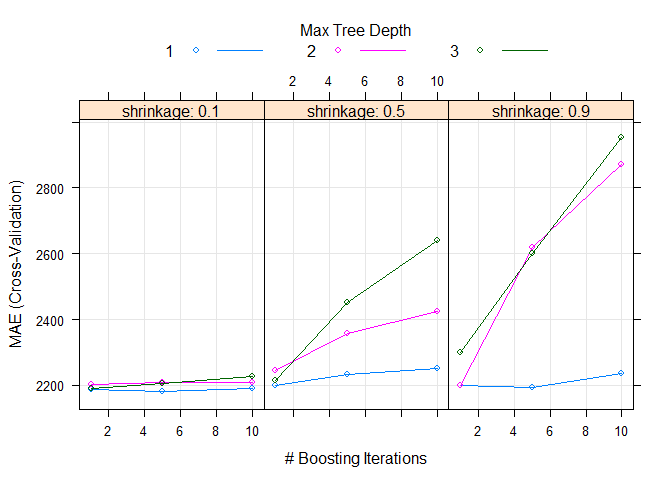 Max Tree Depth
1 2 3
2 4 6 8 10
shrinkage: 0.1 shrinkage: 0.5 shrinkage: 0.9
MAE (Cross-Validation)
2800
2600
2400
2200
2 4 6 8 10 2 4 6 8 10
# Boosting Iterations